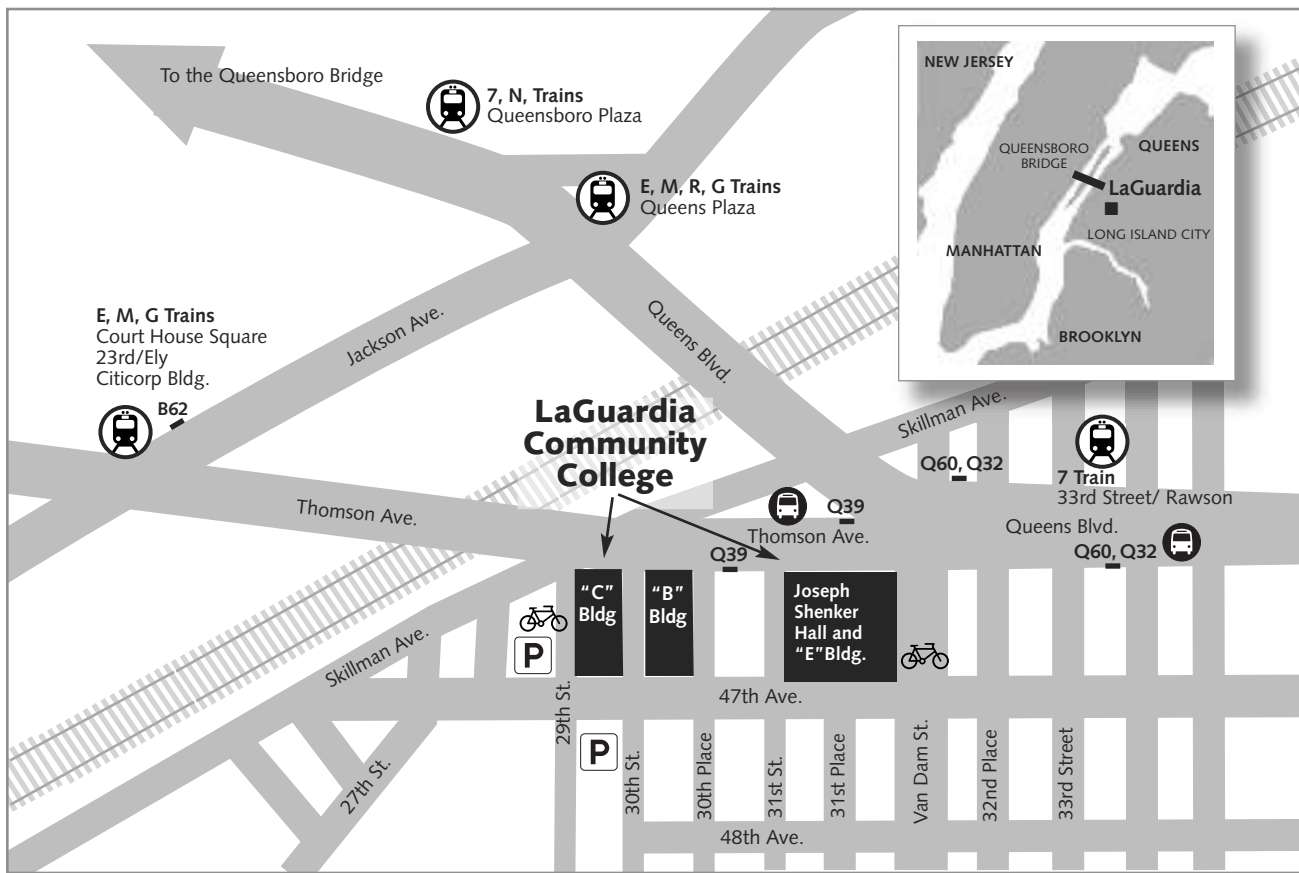 To the Queensboro Bridge
7, N, Trains
Queensboro Plaza
E, M, R, G Trains
Queens Plaza
NEW JERSEY
QUEENSBORO
BRIDGE
QUEENS
LaGuardia
LONG ISLAND CITY
MANHATTAN
BROOKLYN
E, M, G Trains
Court House Square
23rd/Ely
Citicorp Bldg.
B62
Jackson Ave.
Queens Blvd.
LaGuardia
Community
College
Skillman Ave.
Q60, Q32
7 Train
33rd Street/ Rawson
Thomson Ave.
Q39
Thomson Ave.
Queens Blvd.
Q39
Q60, Q32
"C"
Bldg
"B"
Bldg
Joseph
Shenker
Hall and
"E"Bldg.
P
Skillman Ave.
47th Ave.
29th St.
P
27th St.
30th St.
30th Place
31st St.
31st Place
Van Dam St.
32nd Place
33rd Street
48th Ave.